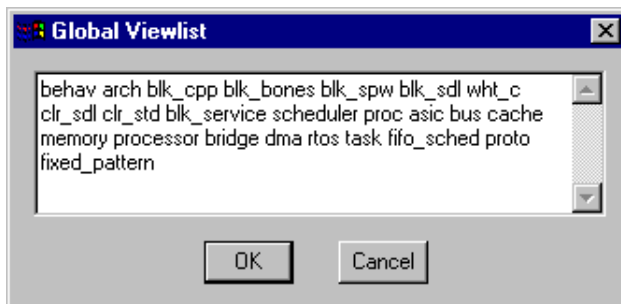 Global Viewlist
behav arch blk_cpp blk_bones blk_spw blk_sdl wht_c
clr_sdl clr_std blk_service scheduler proc asic bus cache
memory processor bridge dma rtos task fifo_sched proto
fixed_pattern
OK
Cancel